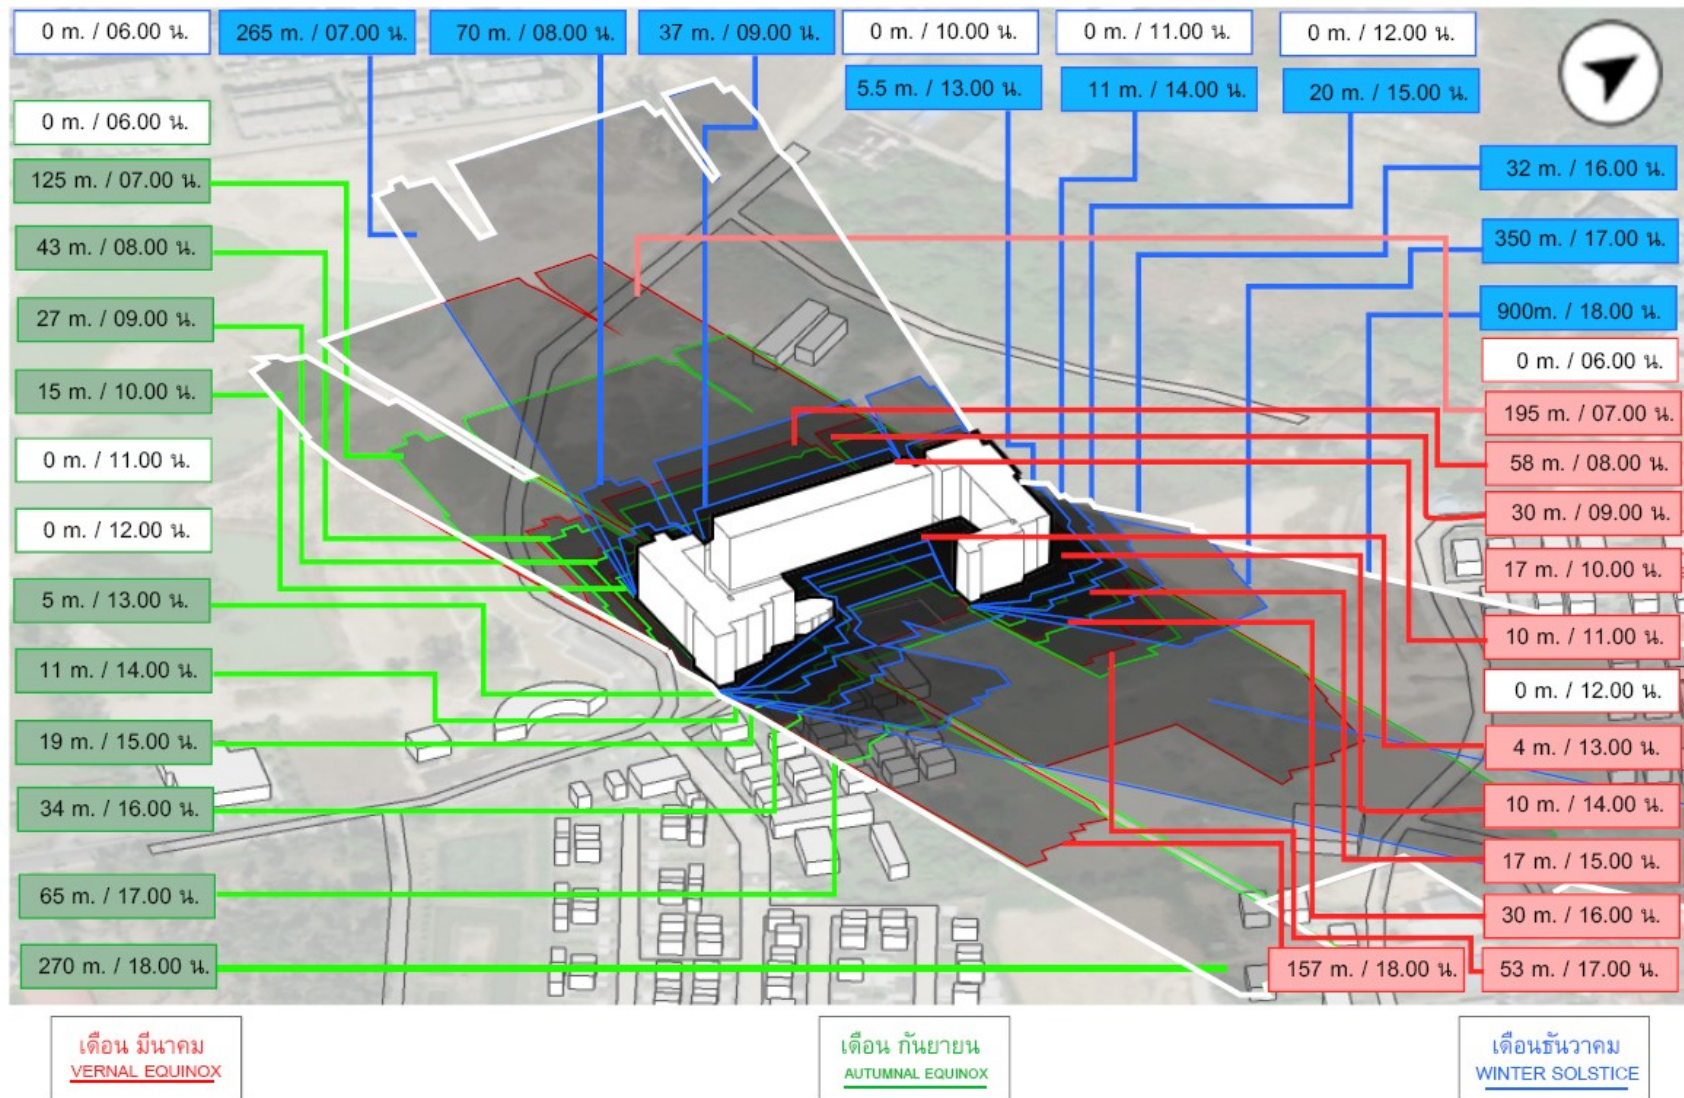 0 m. / 06.00 น.
265 m. / 07.00 น.
70 m. / 08.00 น.
37 m. / 09.00 น.
0 m. / 10.00 น.
0 m. / 11.00 น.
0 m. / 12.00 น.
5.5 m. / 13.00 น.
11 m. / 14.00 น.
20 m. / 15.00 น.
32 m. / 16.00 น.
350 m. / 17.00 น.
900m. / 18.00 น.
0 m. / 06.00 น.
125 m. / 07.00 น.
43 m. / 08.00 น.
27 m. / 09.00 น.
15 m. / 10.00 น.
0 m. / 11.00 น.
0 m. / 12.00 น.
5 m. / 13.00 น.
11 m. / 14.00 น.
19 m. / 15.00 น.
34 m. / 16.00 น.
65 m. / 17.00 น.
270 m. / 18.00 น.
0 m. / 06.00 น.
195 m. / 07.00 น.
58 m. / 08.00 น.
30 m. / 09.00 น.
17 m. / 10.00 น.
10 m. / 11.00 น.
0 m. / 12.00 น.
4 m. / 13.00 น.
10 m. / 14.00 น.
17 m. / 15.00 น.
30 m. / 16.00 น.
53 m. / 17.00 น.
157 m. / 18.00 น.
เดือน มีนาคม
VERNAL EQUINOX
เดือน กันยายน
AUTUMNAL EQUINOX
เดือนธันวาคม
WINTER SOLSTICE